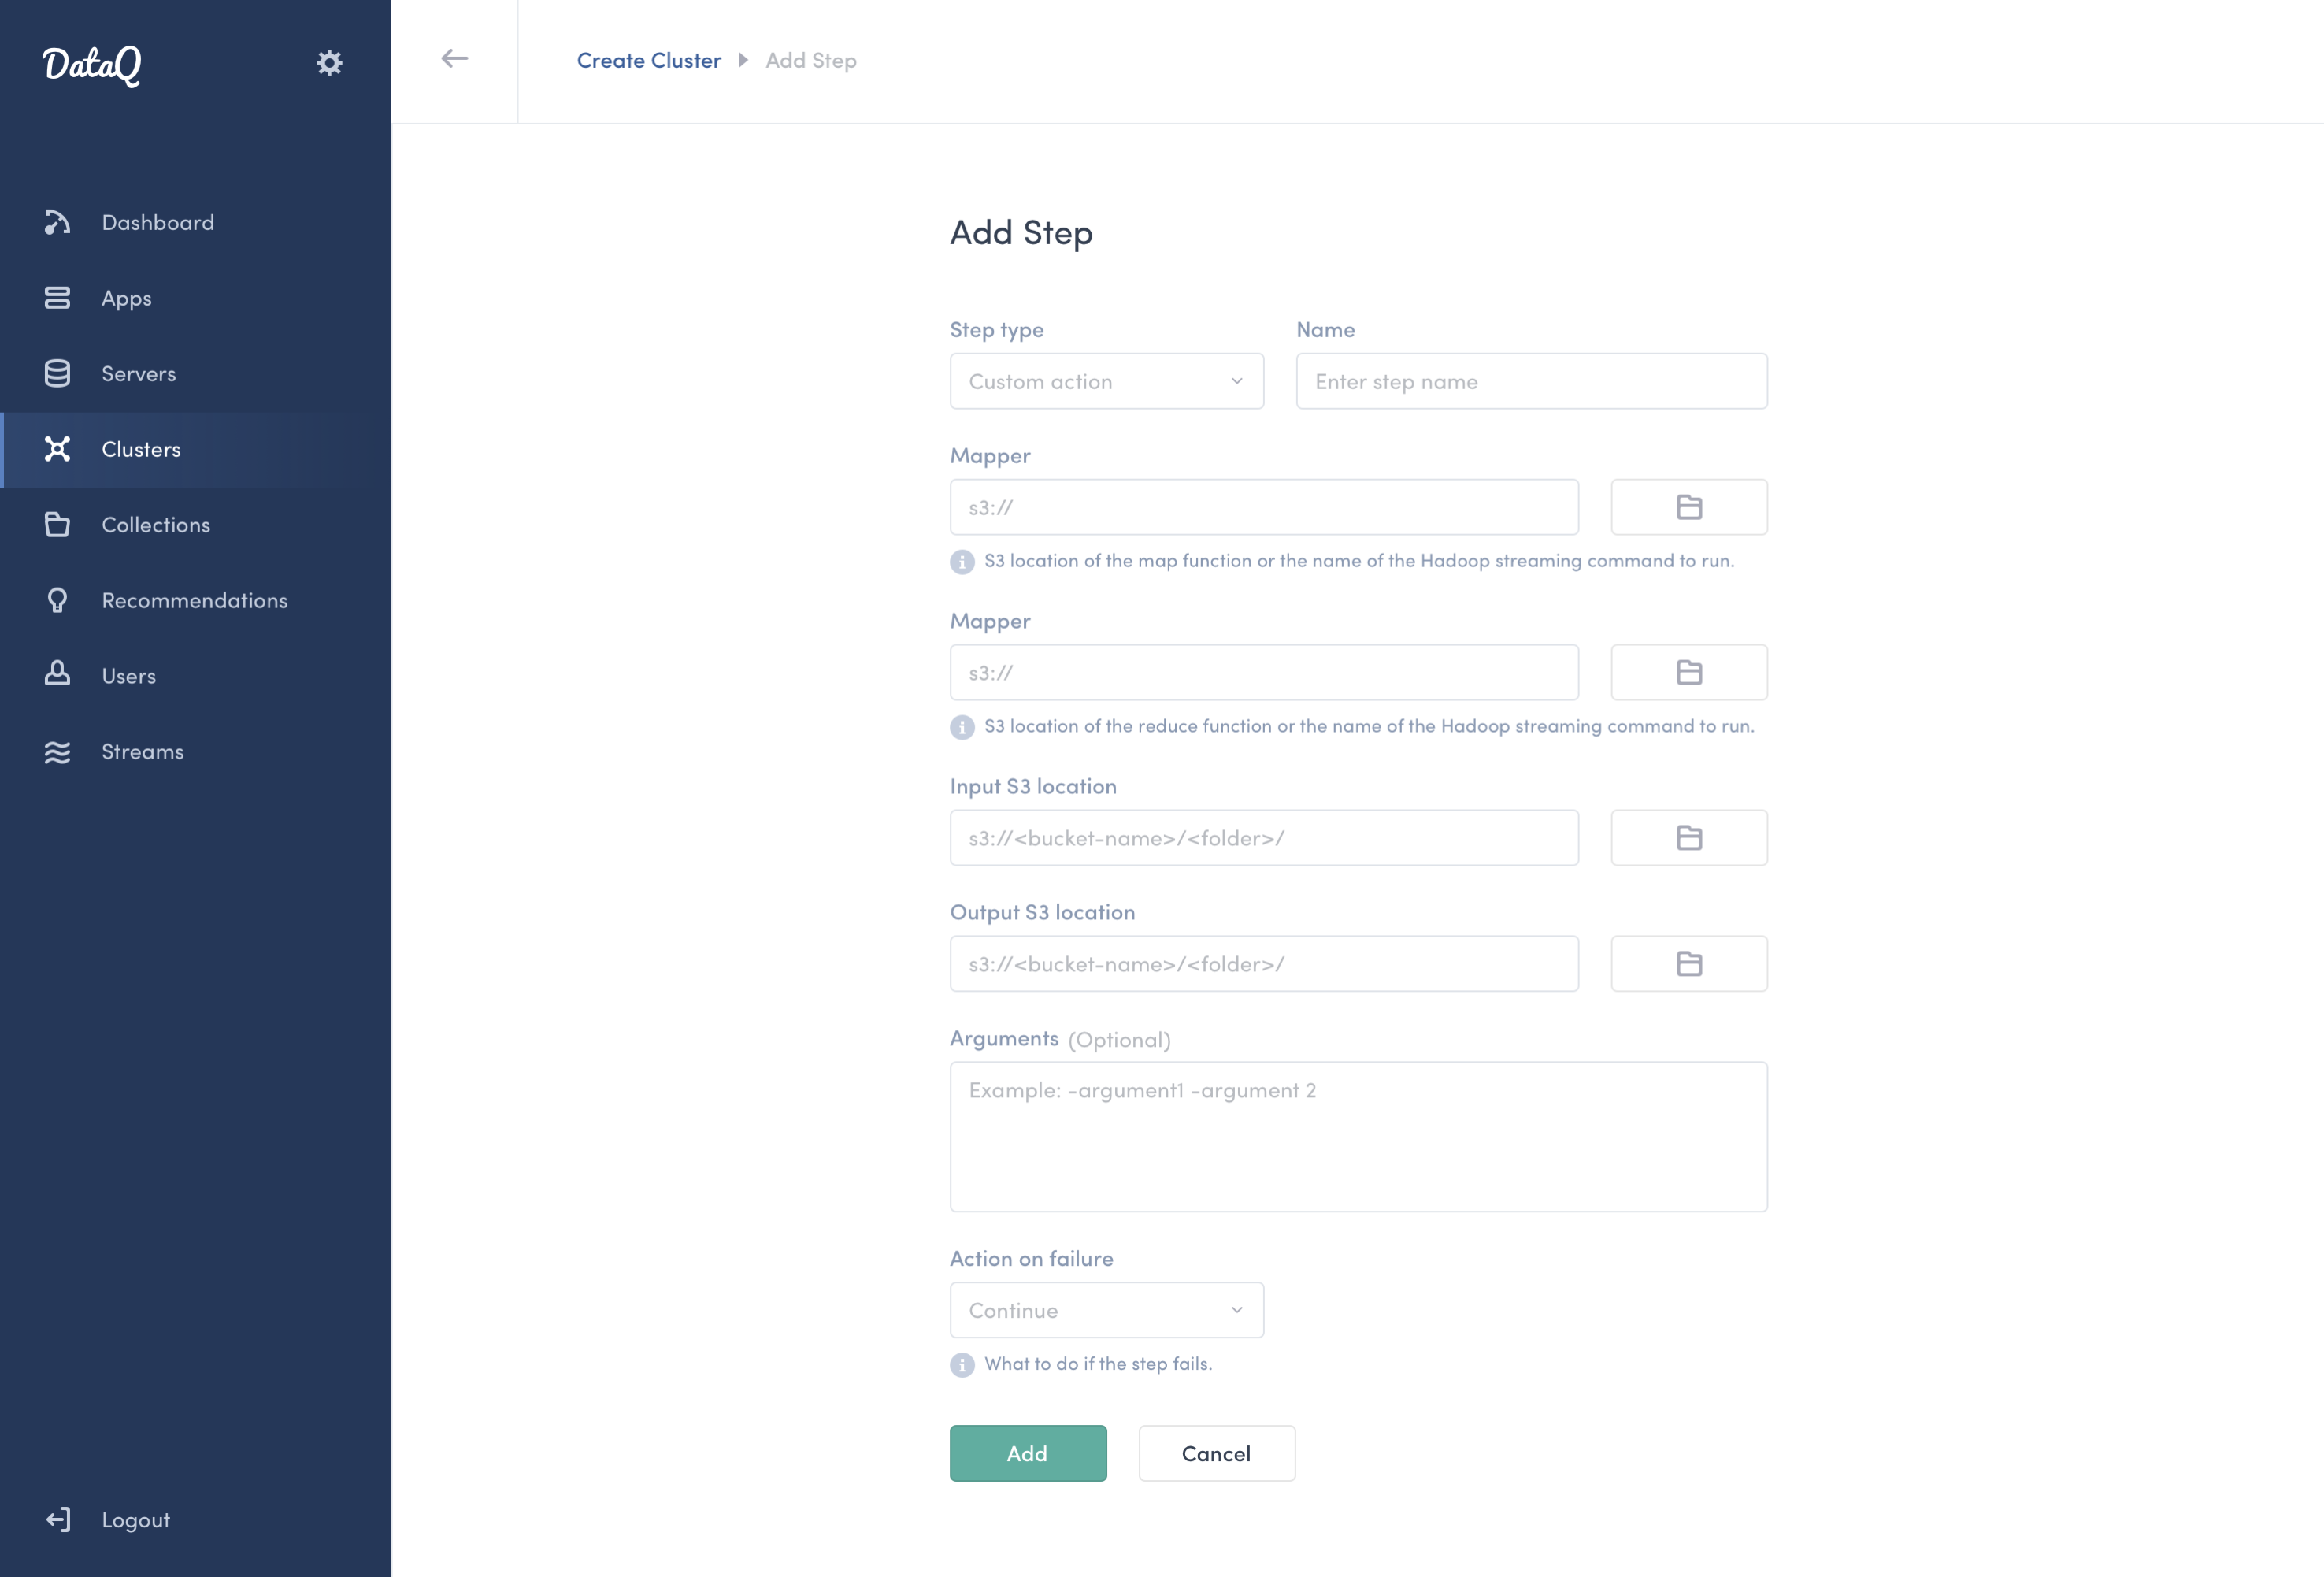 DataQ
Create Cluster Add Step
Dashboard
Apps
Servers
Clusters
Collections
Recommendations
Users
Streams
Logout
Add Step
Step type Name
Custom action Enter step name
Mapper
s3://
S3 location of the map function or the name of the Hadoop streaming command to run.
Mapper
s3://
S3 location of the reduce function or the name of the Hadoop streaming command to run.
Input S3 location
s3://<bucket-name>/<folder>/
Output S3 location
s3://<bucket-name>/<folder>/
Arguments (Optional)
Example: -argument1 -argument 2
Action on failure
Continue
What to do if the step fails.
Add Cancel